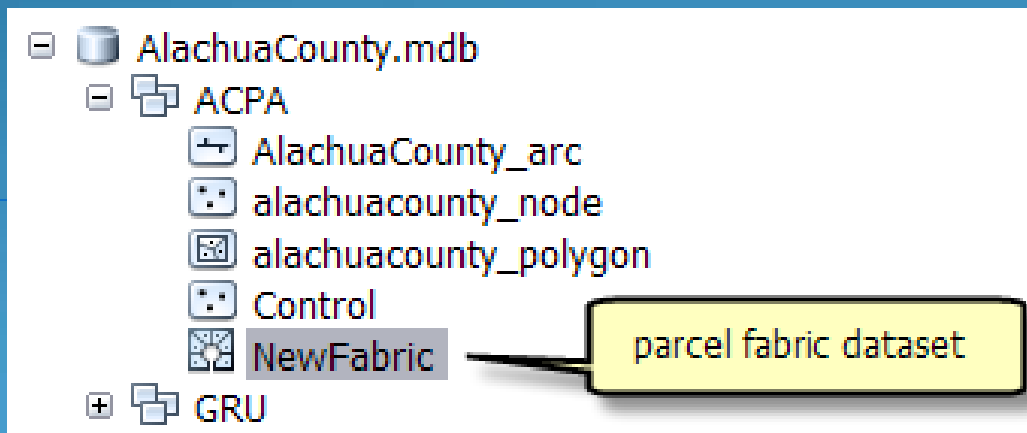 AlachuaCounty.mdb
ACPA
AlachuaCounty_arc
alachuacounty_node
alachuacounty_polygon
Control
NewFabric
parcel fabric dataset
GRU